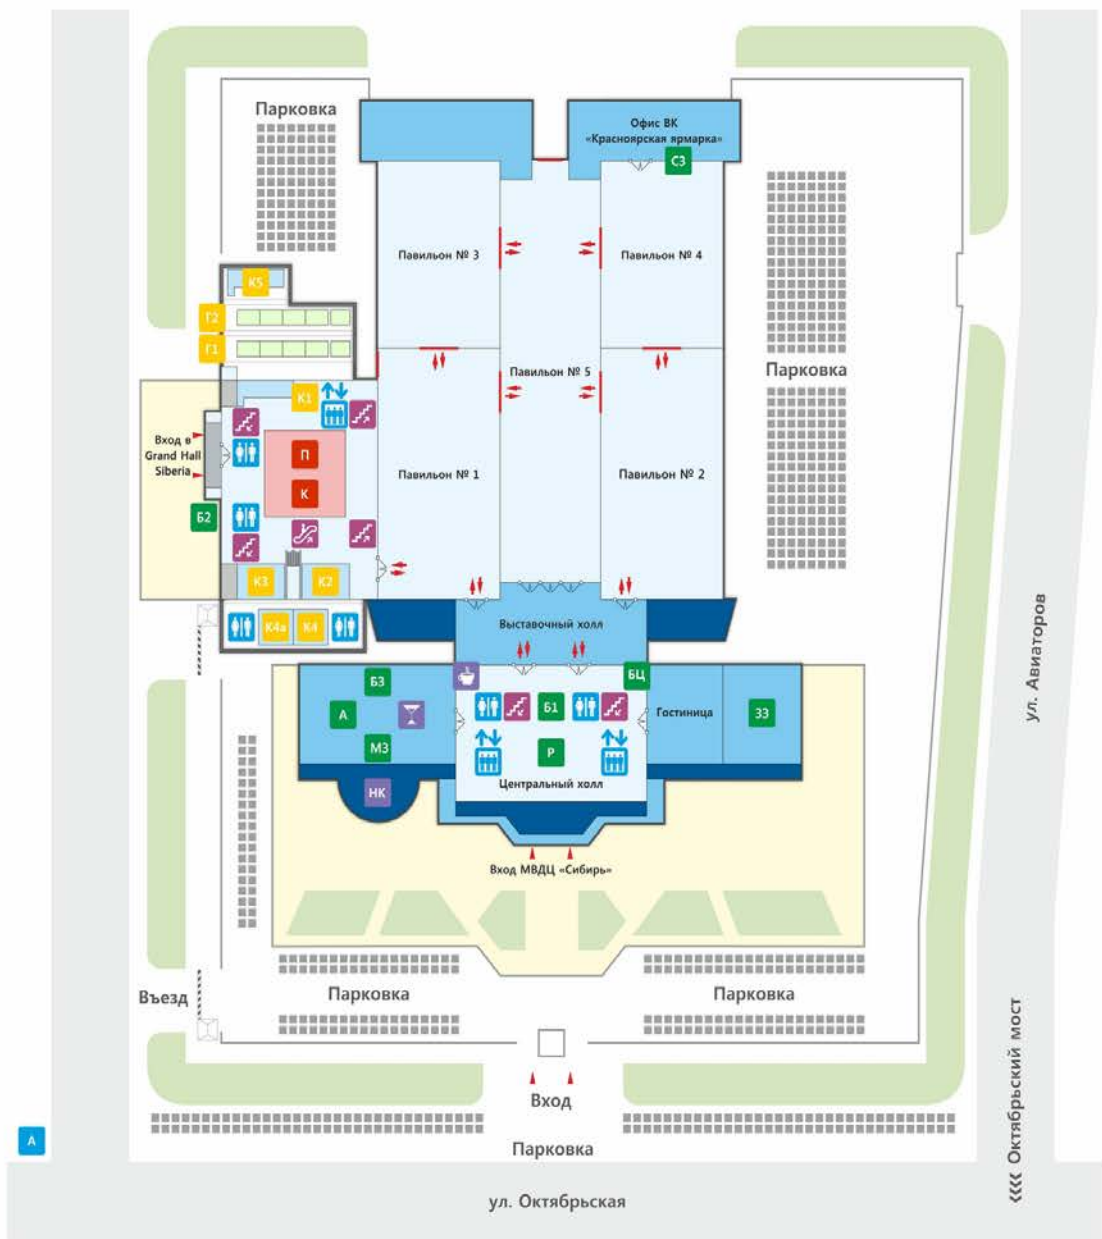 Парковка
Офис ВК
«Красноярская ярмарка»
С3
Павильон № 3
Павильон № 4
К5
Г2
Г1
Парковка
Павильон № 5
К1
Вход в
Grand Hall
Siberia
П
К
Павильон № 1
Павильон № 2
Б2
К3
К2
К4а
К4
Выставочный холл
ул. Авиаторов
Б3
БЦ
А
Б1
Гостиница
33
М3
Р
НК
Центральный холл
Вход МВДЦ «Сибирь»
Въезд
Парковка
Парковка
Вход
‹‹‹‹ Октябрьский мост
А
Парковка
ул. Октябрьская